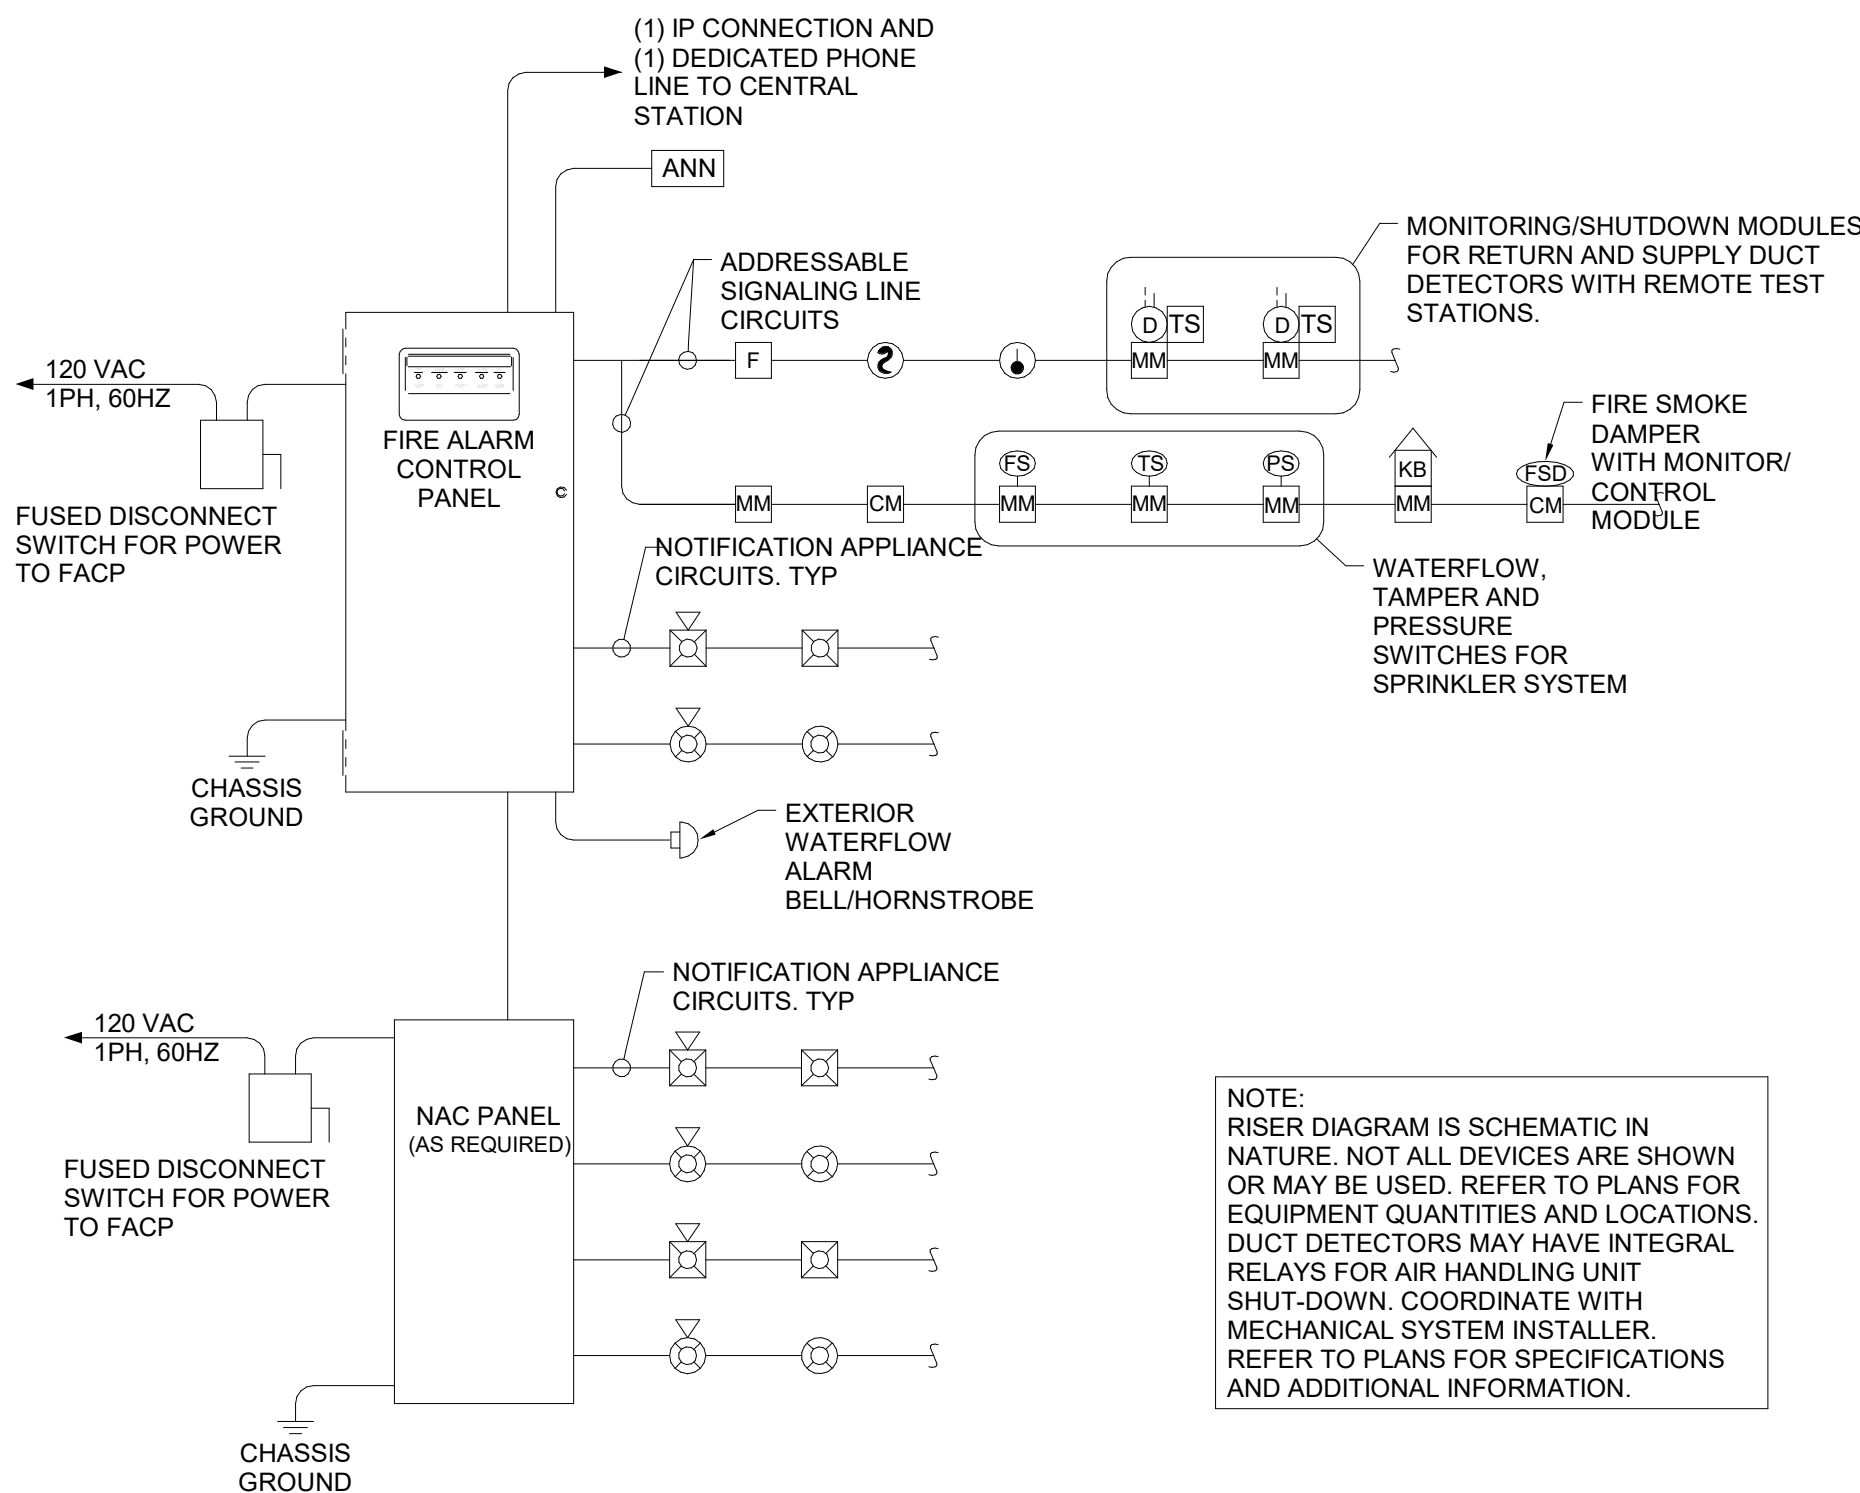 (1) IP CONNECTION AND
(1) DEDICATED PHONE
LINE TO CENTRAL
STATION
ANN
MONITORING/SHUTDOWN MODULES
FOR RETURN AND SUPPLY DUCT
DETECTORS WITH REMOTE TEST
STATIONS.
ADDRESSABLE
SIGNALING LINE
CIRCUITS
D TS
D TS
F
MM
MM
120 VAC
1PH, 60HZ
FUSED DISCONNECT
SWITCH FOR POWER
TO FACP
FIRE ALARM
CONTROL
PANEL
FIRE SMOKE
DAMPER
WITH MONITOR/
CONTROL
MODULE
FS
TS
PS
KB
FSD
MM
CM
MM
MM
MM
MM
CM
NOTIFICATION APPLIANCE
CIRCUITS. TYP
WATERFLOW,
TAMPER AND
PRESSURE
SWITCHES FOR
SPRINKLER SYSTEM
CHASSIS
GROUND
EXTERIOR
WATERFLOW
ALARM
BELL/HORNSTROBE
NOTIFICATION APPLIANCE
CIRCUITS. TYP
120 VAC
1PH, 60HZ
FUSED DISCONNECT
SWITCH FOR POWER
TO FACP
NAC PANEL
(AS REQUIRED)
CHASSIS
GROUND
NOTE:
RISER DIAGRAM IS SCHEMATIC IN
NATURE. NOT ALL DEVICES ARE SHOWN
OR MAY BE USED. REFER TO PLANS FOR
EQUIPMENT QUANTITIES AND LOCATIONS.
DUCT DETECTORS MAY HAVE INTEGRAL
RELAYS FOR AIR HANDLING UNIT
SHUT-DOWN. COORDINATE WITH
MECHANICAL SYSTEM INSTALLER.
REFER TO PLANS FOR SPECIFICATIONS
AND ADDITIONAL INFORMATION.